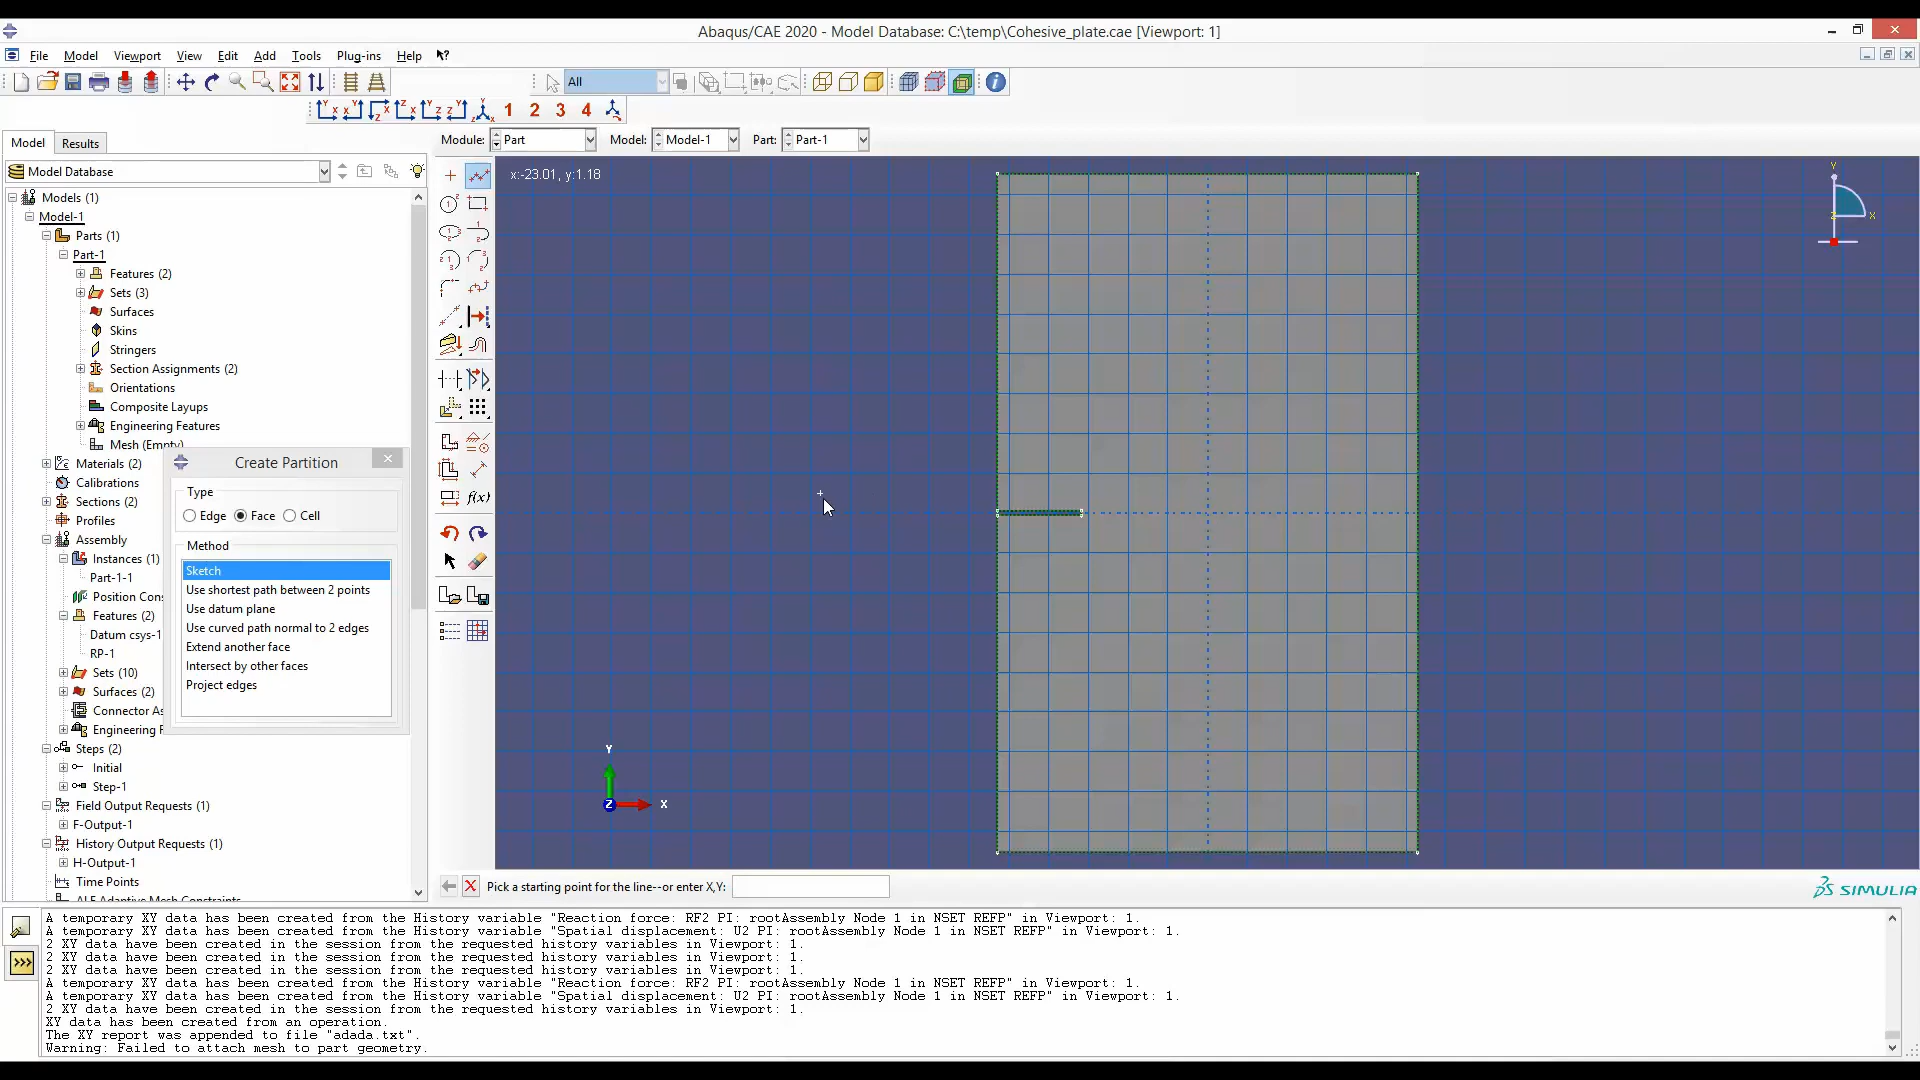 Abaqus/CAE 2020 - Model Database: C:\temp\Cohesive_plate.cae [Viewport: 1]
File Model Viewport View Edit Add Tools Plug-ins Help
All
1 2 3 4
Model Results
Module: Part Model: Model-1 Part: Part-1
Model Database
x:-23.01, y:1.18
Models (1)
Model-1
Parts (1)
Part-1
Features (2)
Sets (3)
Surfaces
Skins
Stringers
Section Assignments (2)
Orientations
Composite Layups
Engineering Features
Mesh (Empty)
Materials (2)
Calibrations
Sections (2)
Profiles
Assembly
Instances (1)
Part-1-1
Position Cons
Features (2)
Datum csys-1
RP-1
Sets (10)
Surfaces (2)
Connector As
Engineering F
Steps (2)
Initial
Step-1
Field Output Requests (1)
F-Output-1
History Output Requests (1)
H-Output-1
Time Points
ALE Adaptive Mesh Constraints
Create Partition
Type
Edge Face Cell
Method
Sketch
Use shortest path between 2 points
Use datum plane
Use curved path normal to 2 edges
Extend another face
Intersect by other faces
Project edges
f(x)
Y
Z X
Y
Z X
Pick a starting point for the line--or enter X,Y:
SIMULIA
A temporary XY data has been created from the History variable "Reaction force: RF2 PI: rootAssembly Node 1 in NSET REFP" in Viewport: 1.
A temporary XY data has been created from the History variable "Spatial displacement: U2 PI: rootAssembly Node 1 in NSET REFP" in Viewport: 1.
2 XY data have been created in the session from the requested history variables in Viewport: 1.
2 XY data have been created in the session from the requested history variables in Viewport: 1.
2 XY data have been created in the session from the requested history variables in Viewport: 1.
A temporary XY data has been created from the History variable "Reaction force: RF2 PI: rootAssembly Node 1 in NSET REFP" in Viewport: 1.
A temporary XY data has been created from the History variable "Spatial displacement: U2 PI: rootAssembly Node 1 in NSET REFP" in Viewport: 1.
2 XY data have been created in the session from the requested history variables in Viewport: 1.
XY data has been created from an operation.
The XY report was appended to file "adada.txt".
Warning: Failed to attach mesh to part geometry.
>>>